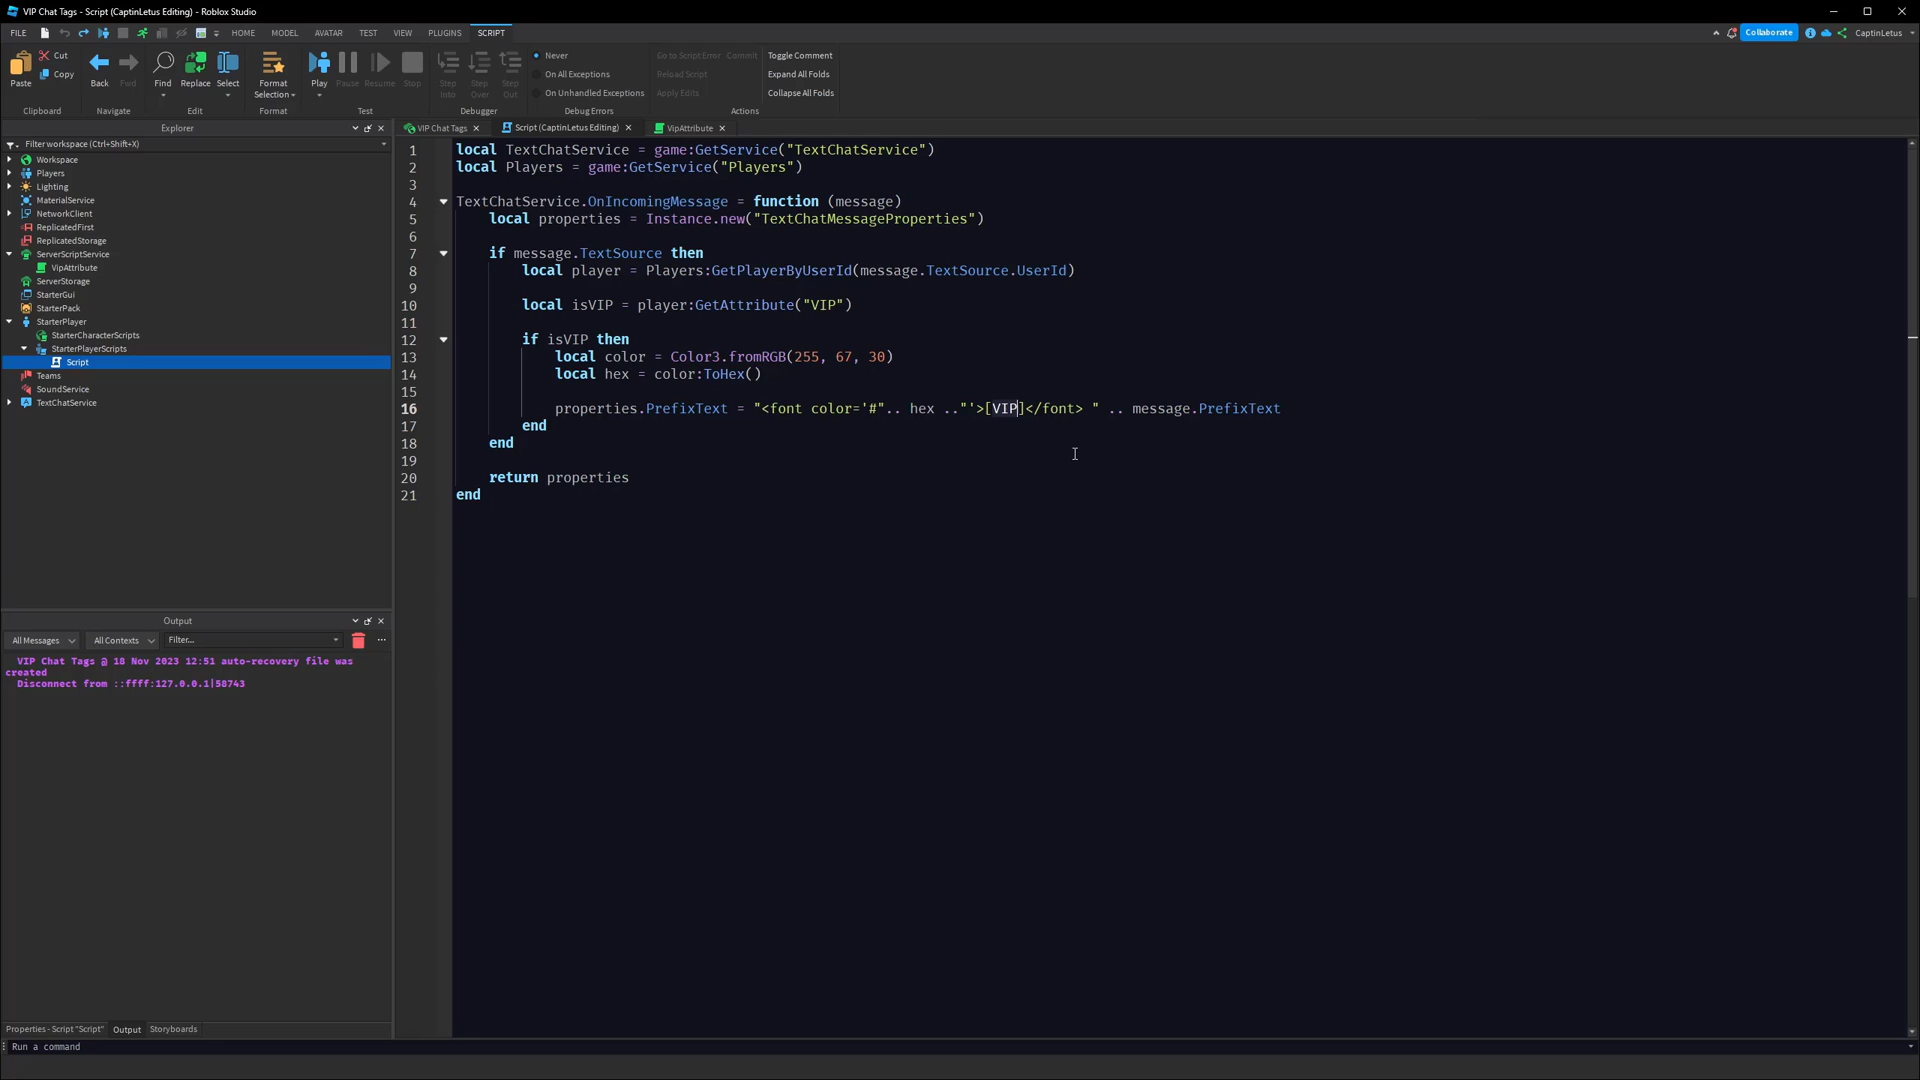 VIP Chat Tags - Script (CaptinLetus Editing) - Roblox Studio
FILE HOME MODEL AVATAR TEST VIEW PLUGINS SCRIPT Collaborate CaptinLetus
Paste
Cut
Copy
Back
Fwd
Find
Replace
Select
Format
Selection
Play
Pause
Resume
Stop
Step
Into
Step
Over
Step
Out
Never
On All Exceptions
On Unhandled Exceptions
Go to Script Error
Commit
Reload Script
Apply Edits
Toggle Comment
Expand All Folds
Collapse All Folds
Clipboard Navigate Edit Format Test Debugger Debug Errors Actions
Explorer
Filter workspace (Ctrl+Shift+X)
Workspace
Players
Lighting
MaterialService
NetworkClient
ReplicatedFirst
ReplicatedStorage
ServerScriptService
VipAttribute
ServerStorage
StarterGui
StarterPack
StarterPlayer
StarterCharacterScripts
StarterPlayerScripts
Script
Teams
SoundService
TextChatService
VIP Chat Tags Script (CaptinLetus Editing) VipAttribute
1 local TextChatService = game:GetService("TextChatService")
2 local Players = game:GetService("Players")
3
4 TextChatService.OnIncomingMessage = function (message)
5 local properties = Instance.new("TextChatMessageProperties")
6
7 if message.TextSource then
8 local player = Players:GetPlayerByUserId(message.TextSource.UserId)
9
10 local isVIP = player:GetAttribute("VIP")
11
12 if isVIP then
13 local color = Color3.fromRGB(255, 67, 30)
14 local hex = color:ToHex()
15
16 properties.PrefixText = "<font color='#".. hex .."'>[VIP]</font> " .. message.PrefixText
17 end
18 end
19
20 return properties
21 end
Output
All Messages All Contexts Filter... ...
VIP Chat Tags @ 18 Nov 2023 12:51 auto-recovery file was
created
Disconnect from ::ffff:127.0.0.1|58743
Properties - Script "Script" Output Storyboards
Run a command